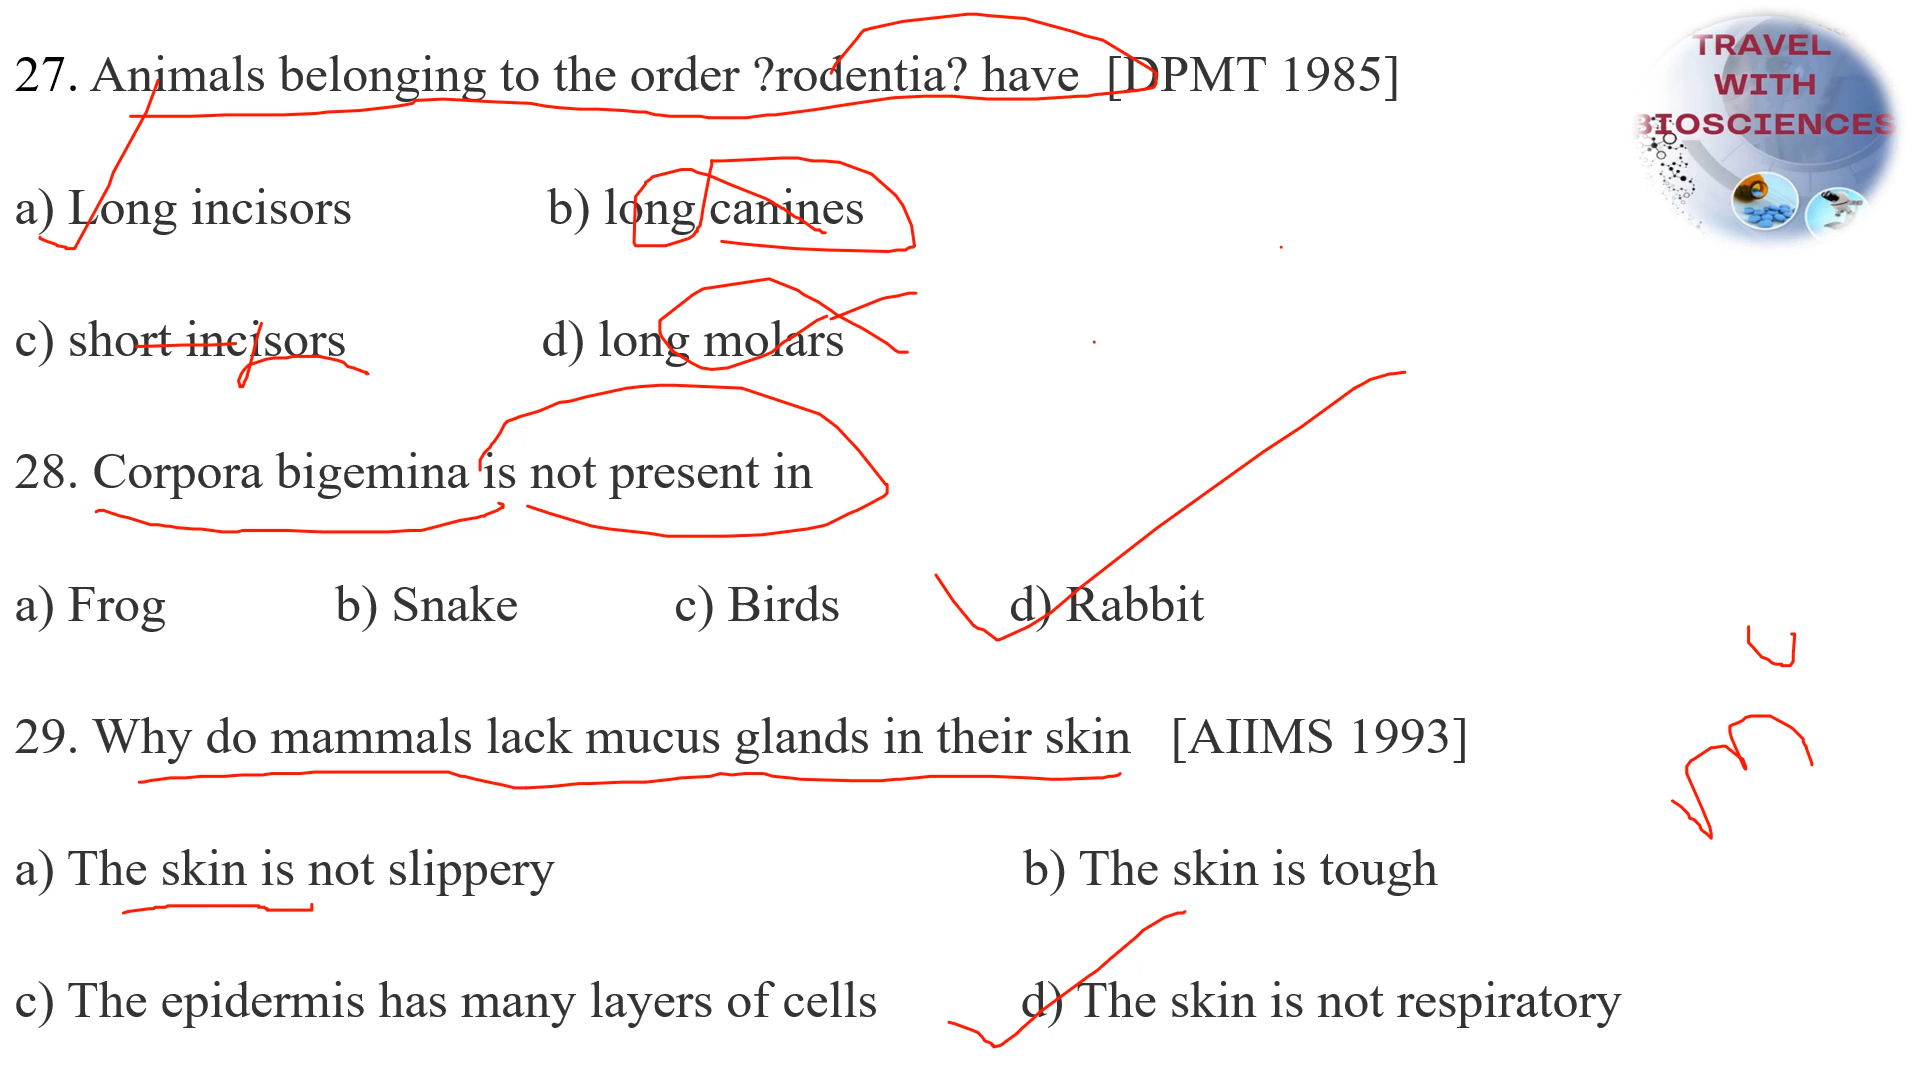 27. Animals belonging to the order ?rodentia? have [DPMT 1985]
a) Long incisors b) long canines
c) short incisors d) long molars
28. Corpora bigemina is not present in
a) Frog b) Snake c) Birds d) Rabbit
29. Why do mammals lack mucus glands in their skin [AIIMS 1993]
a) The skin is not slippery b) The skin is tough
c) The epidermis has many layers of cells d) The skin is not respiratory
TRAVEL
WITH
BIOSCIENCES